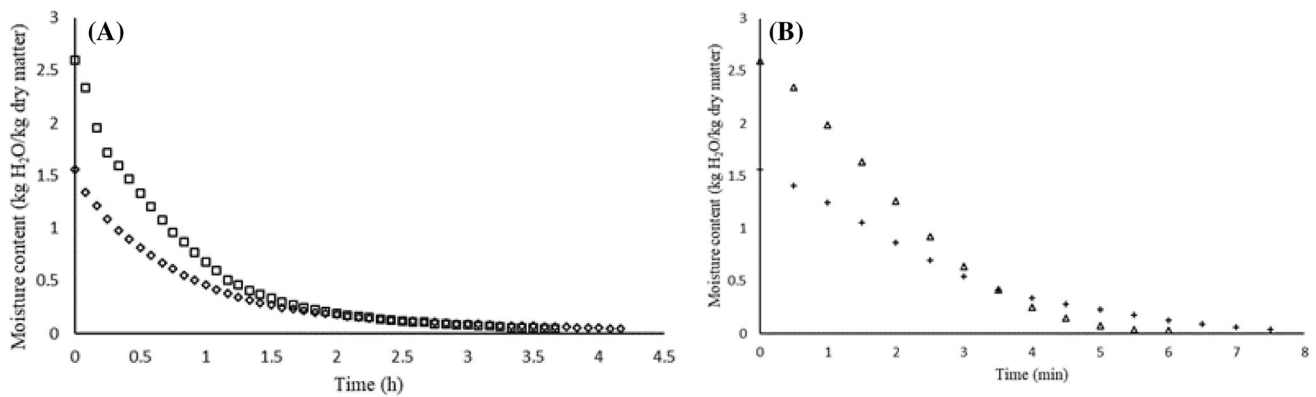 (A)
Moisture content (kg H₂O/kg dry matter)
3
2.5
2
1.5
1
0.5
0
0 0.5 1 1.5 2 2.5 3 3.5 4 4.5
Time (h)
(B)
Moisture content (kg H₂O/kg dry matter)
3
2.5
2
1.5
1
0.5
0
0 1 2 3 4 5 6 7 8
Time (min)